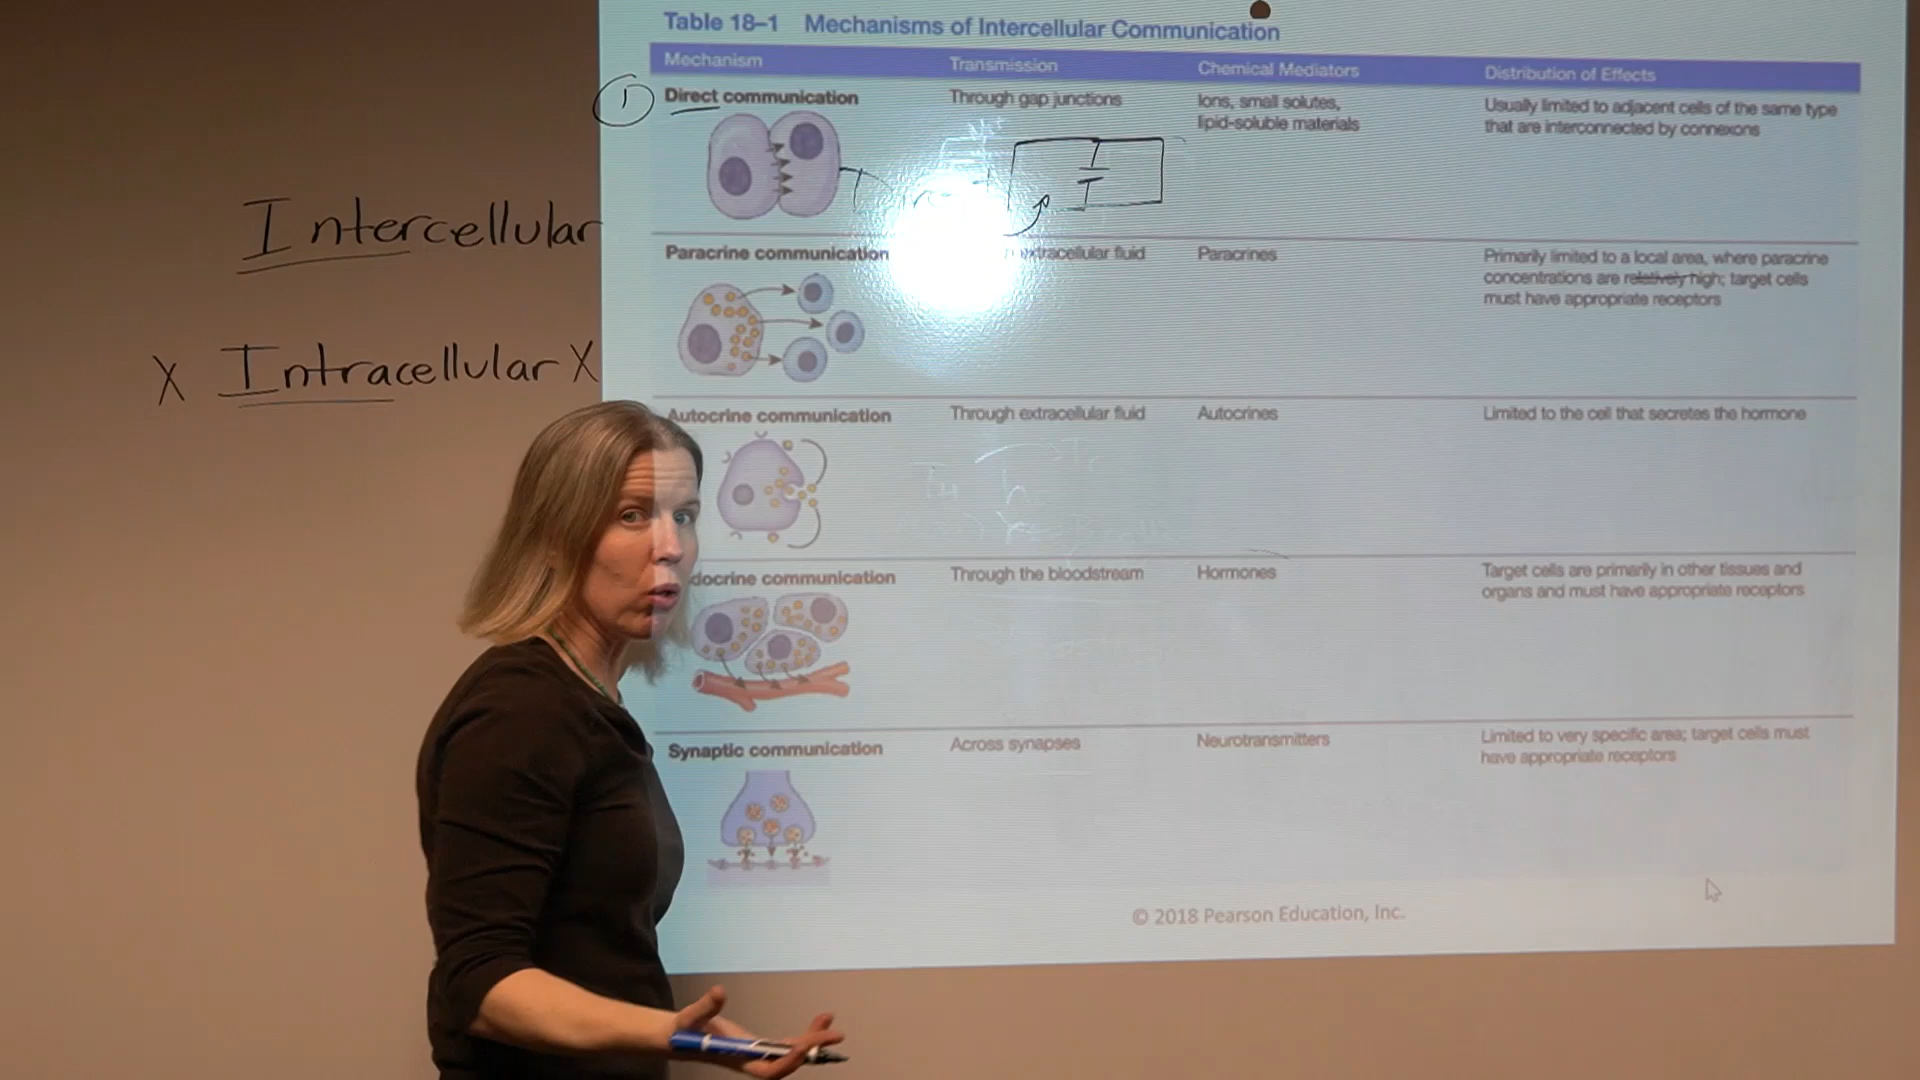 Table 18–1 Mechanisms of Intercellular Communication
Mechanism Transmission Chemical Mediators Distribution of Effects
1 Direct communication Through gap junctions Ions, small solutes, Usually limited to adjacent cells of the same type
lipid-soluble materials that are interconnected by connexons
Intercellular
Paracrine communication extracellular fluid Paracrines Primarily limited to a local area, where paracrine
concentrations are relatively high; target cells
must have appropriate receptors
X Intracellular X
Autocrine communication Through extracellular fluid Autocrines Limited to the cell that secretes the hormone
docrine communication Through the bloodstream Hormones Target cells are primarily in other tissues and
organs and must have appropriate receptors
Synaptic communication Across synapses Neurotransmitters Limited to very specific area; target cells must
have appropriate receptors
© 2018 Pearson Education, Inc.